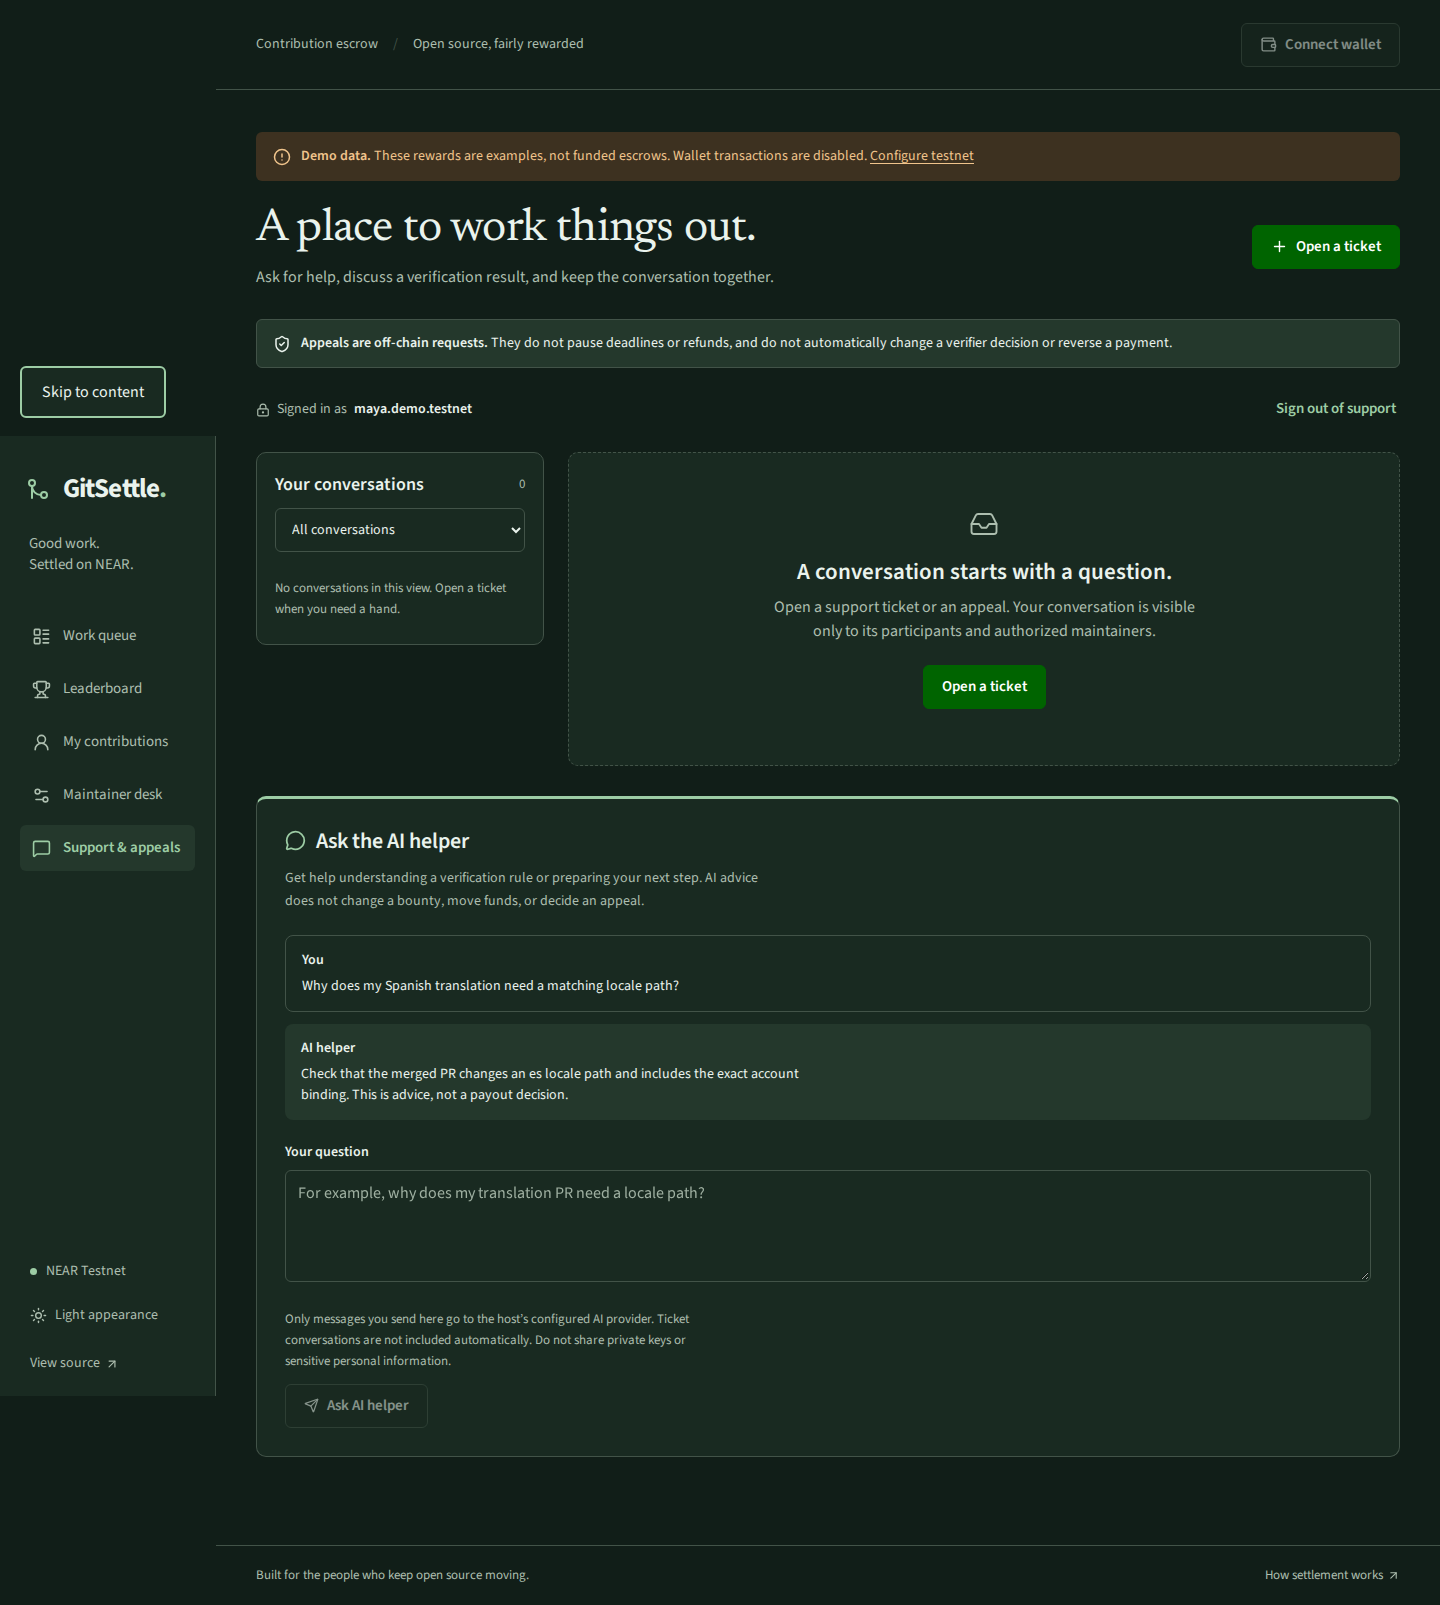 Contribution escrow / Open source, fairly rewarded
Connect wallet
Demo data. These rewards are examples, not funded escrows. Wallet transactions are disabled. Configure testnet
A place to work things out.
Ask for help, discuss a verification result, and keep the conversation together.
Open a ticket
Appeals are off-chain requests. They do not pause deadlines or refunds, and do not automatically change a verifier decision or reverse a payment.
Skip to content
Signed in as maya.demo.testnet
Sign out of support
GitSettle.
Good work.
Settled on NEAR.
Work queue
Leaderboard
My contributions
Maintainer desk
Support & appeals
NEAR Testnet
Light appearance
View source
Your conversations
0
All conversations
No conversations in this view. Open a ticket
when you need a hand.
A conversation starts with a question.
Open a support ticket or an appeal. Your conversation is visible
only to its participants and authorized maintainers.
Open a ticket
Ask the AI helper
Get help understanding a verification rule or preparing your next step. AI advice
does not change a bounty, move funds, or decide an appeal.
You
Why does my Spanish translation need a matching locale path?
AI helper
Check that the merged PR changes an es locale path and includes the exact account
binding. This is advice, not a payout decision.
Your question
For example, why does my translation PR need a locale path?
Only messages you send here go to the host's configured AI provider. Ticket
conversations are not included automatically. Do not share private keys or
sensitive personal information.
Ask AI helper
Built for the people who keep open source moving.
How settlement works